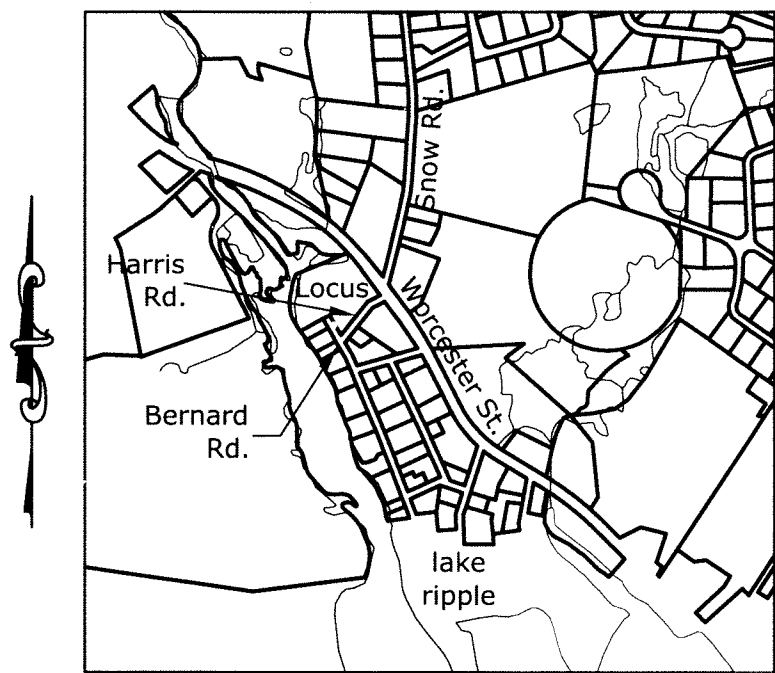 Snow Rd.
Harris
Rd.
Locus
Worcester St.
Bernard
Rd.
lake
ripple